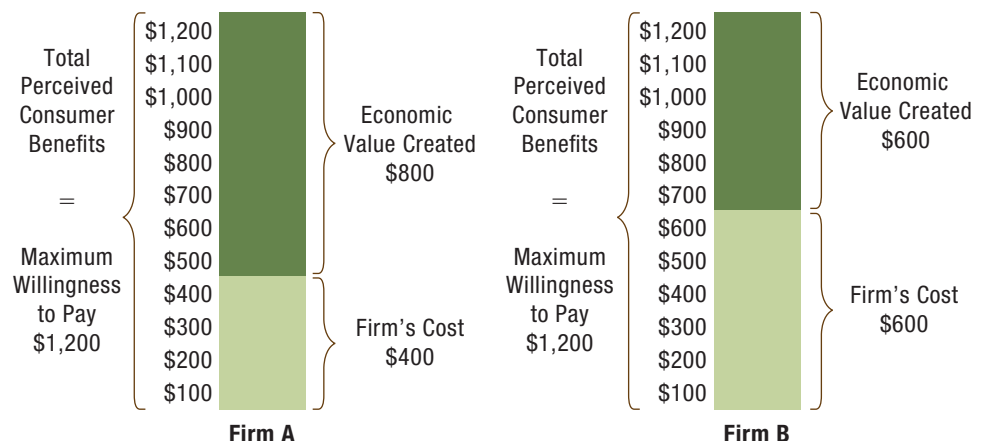 Total
Perceived
Consumer
Benefits
=
Maximum
Willingness
to Pay
$1,200
$1,200
$1,100
$1,000
$900
$800
$700
$600
$500
$400
$300
$200
$100
Economic
Value Created
$800
Firm's Cost
$400
Firm A
Total
Perceived
Consumer
Benefits
=
Maximum
Willingness
to Pay
$1,200
$1,200
$1,100
$1,000
$900
$800
$700
$600
$500
$400
$300
$200
$100
Economic
Value Created
$600
Firm's Cost
$600
Firm B